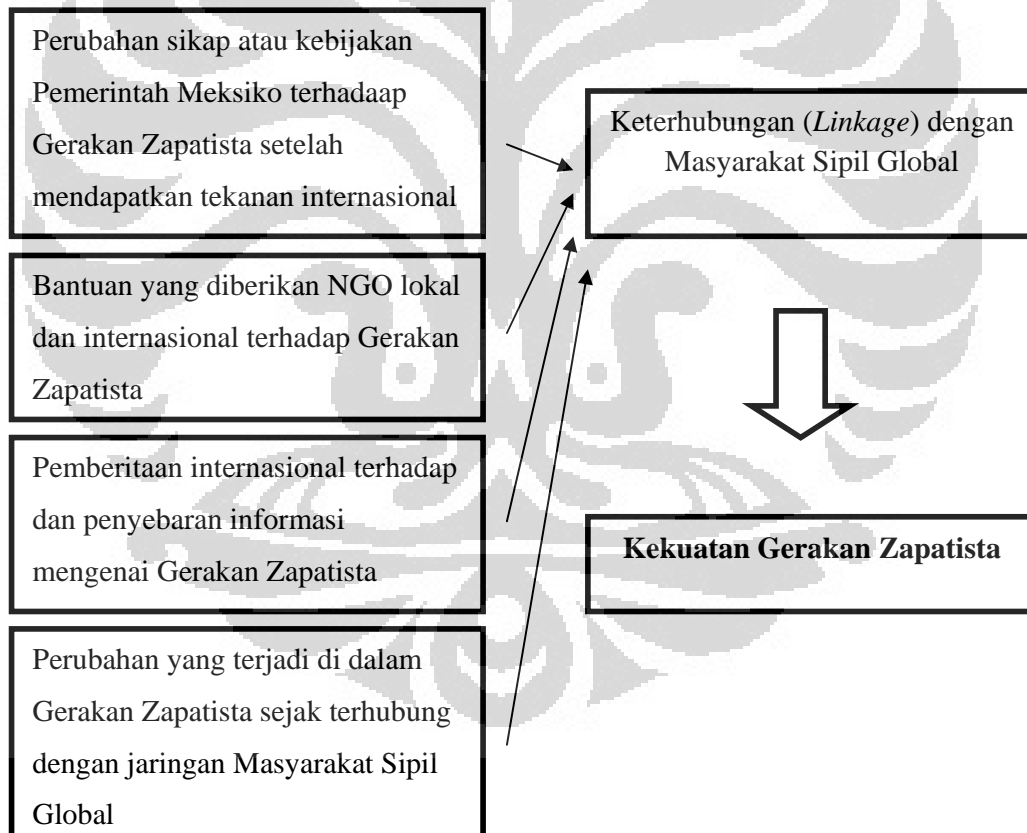 Perubahan sikap atau kebijakan
Pemerintah Meksiko terhadaap
Gerakan Zapatista setelah
mendapatkan tekanan internasional
Bantuan yang diberikan NGO lokal
dan internasional terhadap Gerakan
Zapatista
Pemberitaan internasional terhadap
dan penyebaran informasi
mengenai Gerakan Zapatista
Perubahan yang terjadi di dalam
Gerakan Zapatista sejak terhubung
dengan jaringan Masyarakat Sipil
Global
Keterhubungan (Linkage) dengan
Masyarakat Sipil Global
Kekuatan Gerakan Zapatista